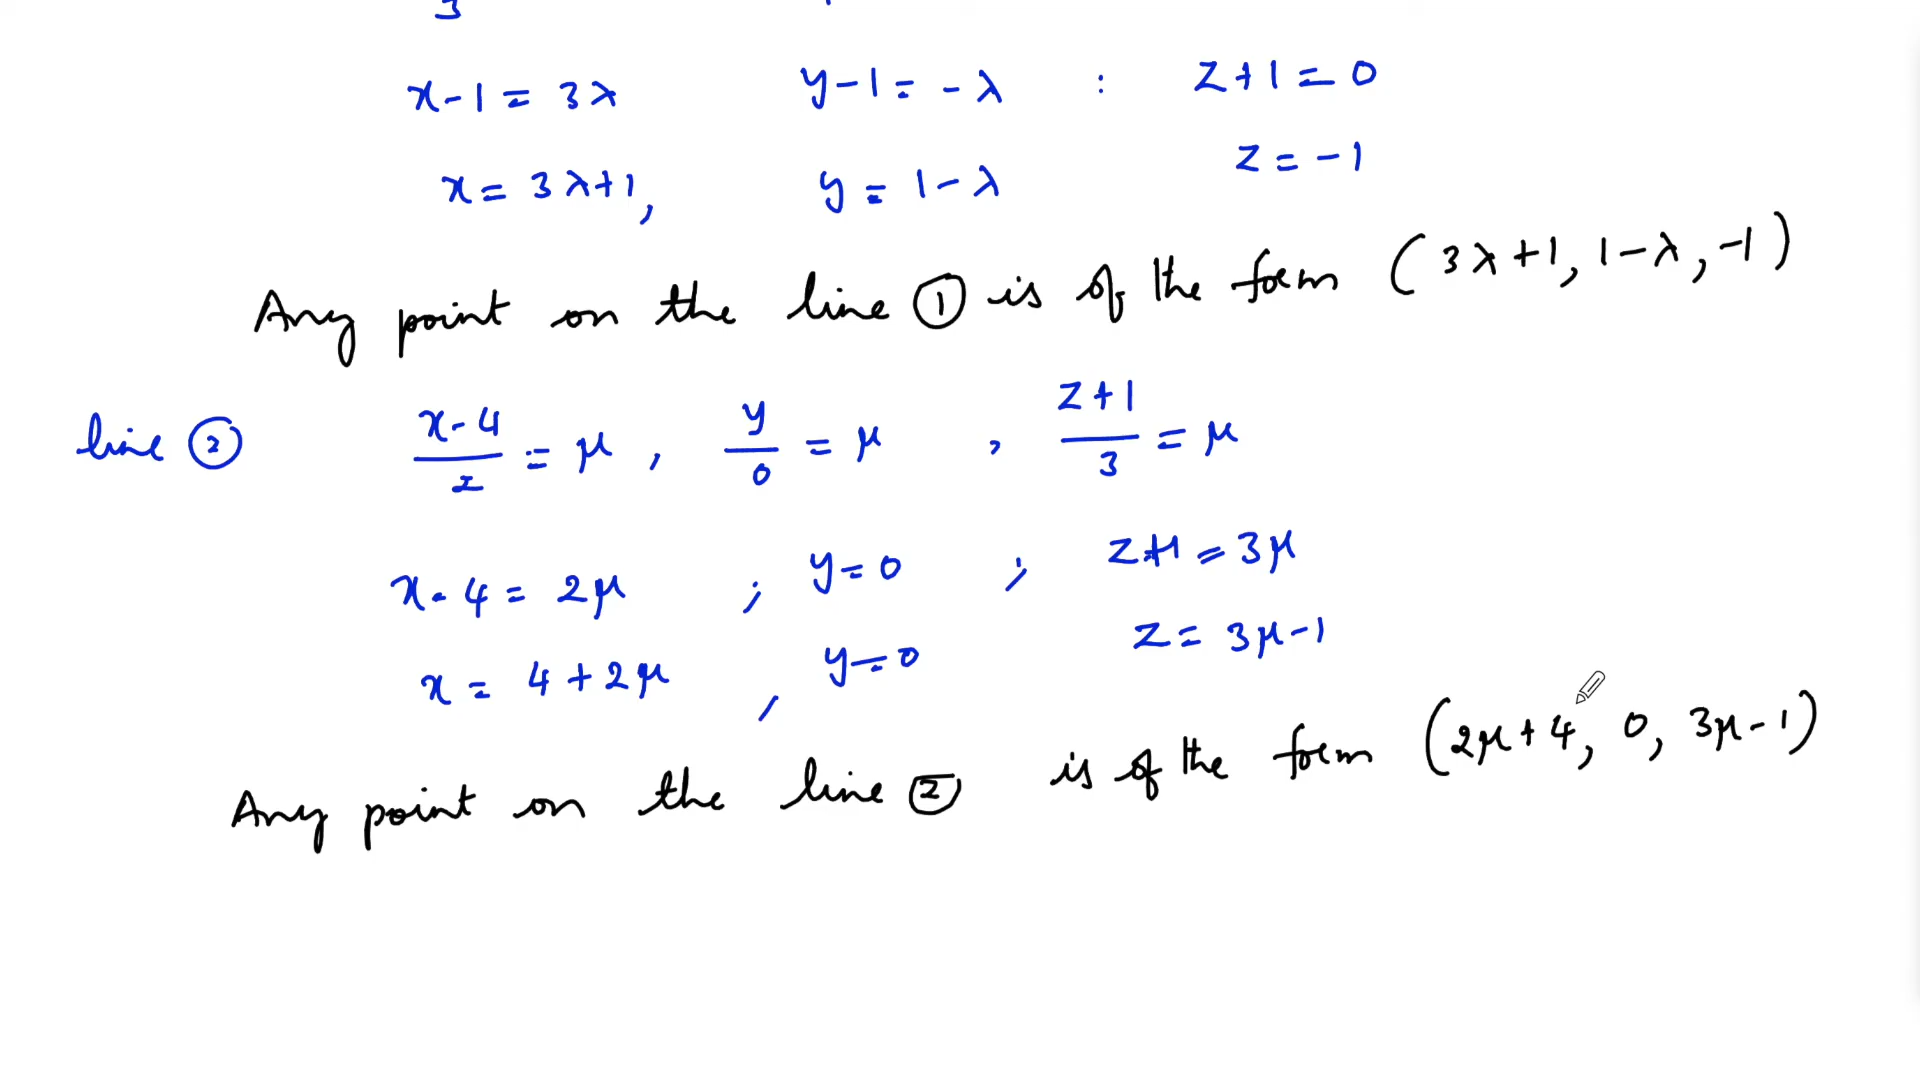 3
x-1 = 3λ y-1 = -λ : z+1 = 0
x = 3λ+1, y = 1-λ z = -1
Any point on the line ① is of the form (3λ+1, 1-λ, -1)
line ② x-4/2 = μ, y/0 = μ, z+1/3 = μ
x-4 = 2μ ; y=0 ; z+1 = 3μ
x = 4+2μ , y=0 z = 3μ-1
Any point on the line ② is of the form (2μ+4, 0, 3μ-1)